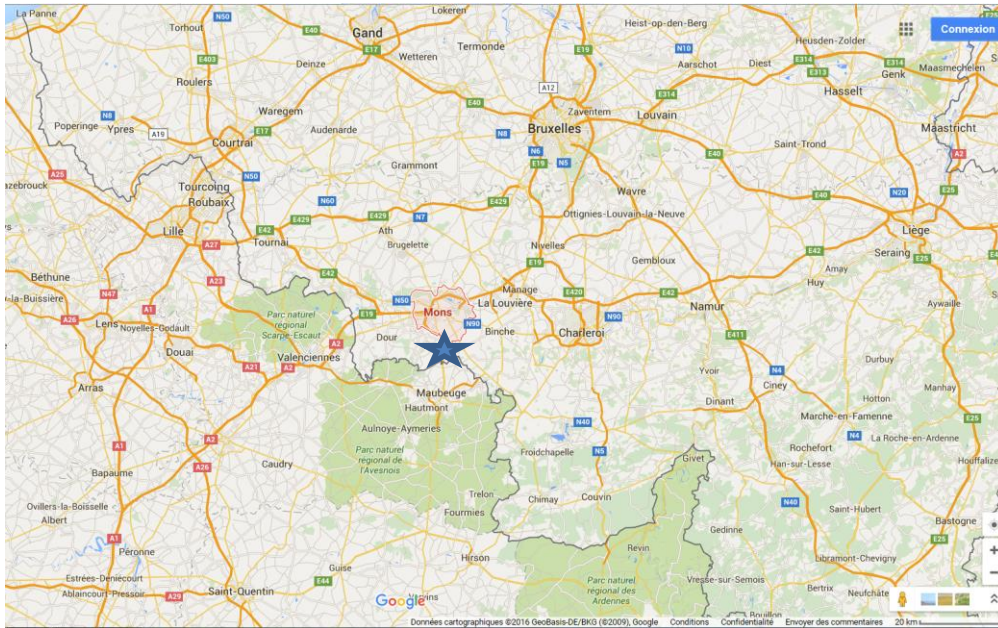 La Panne
N50
Lokeren
Heist-op-den-Berg
Connexion
Torhout
E40
Gand
E17
Wetteren
Termonde
E19
N10
Heusden-Zolder
E314
E403
Deinze
Aarschot
Diest
E313
Genk
Maasmechelen
Roulers
Hasselt
A12
Waregem
E40
Zaventem
E314
Louvain
Poperinge
N8
Ypres
A19
E17
Audenarde
N8
Bruxelles
Maastricht
Courtrai
N6
E19
N5
E40
Saint-Trond
A2
A25
N50
Grammont
Tourcoing
Roubaix
N60
Wavre
E40
N20
E25
E429
E429
N7
E429
Ottignies-Louvain-la-Neuve
Lille
E42
Tournai
Ath
Liège
A27
Brugelette
Nivelles
E42
Seraing
E25
E19
Gembloux
Béthune
A23
E42
Amay
Huy
N47
N50
Manage
E420
E42
La Louvière
Namur
Aywaille
A26
Lens
A1
Noyelles-Godault
Parc naturel
régional
Scarpe-Escaut
E19
Mons
N90
Binche
Charleroi
N90
E411
Douai
A2
Dour
A21
Valenciennes
A2
Yvoir
N4
Durbuy
Arras
Maubeuge
Ciney
Manhay
Hautmont
Dinant
Hotton
E25
A2
Aulnoye-Aymeries
N40
Marche-en-Famenne
N4
La Roche-en-Ardenne
A1
A26
Caudry
Parc naturel
régional de
l'Avesnois
Froidchapelle
N5
Rochefort
Bapaume
Givet
Han-sur-Lesse
Houffalize
Trelon
Chimay
Couvin
N40
Ovillers-la-Boisselle
Albert
Fourmies
Saint-Hubert
A1
Gedinne
Bastogne
Péronne
Hirson
Revin
E25
Libramont-Chevigny
Estrées-Deniecourt
Ablaincourt-Pressoir
A29
Saint-Quentin
E44
Guise
Parc naturel
régional des
Ardennes
Vresse-sur-Semois
Bertrix
Google
Données cartographiques ©2016 GeoBasis-DE/BKG (©2009), Google Conditions Confidentialité Envoyer des commentaires 20 km